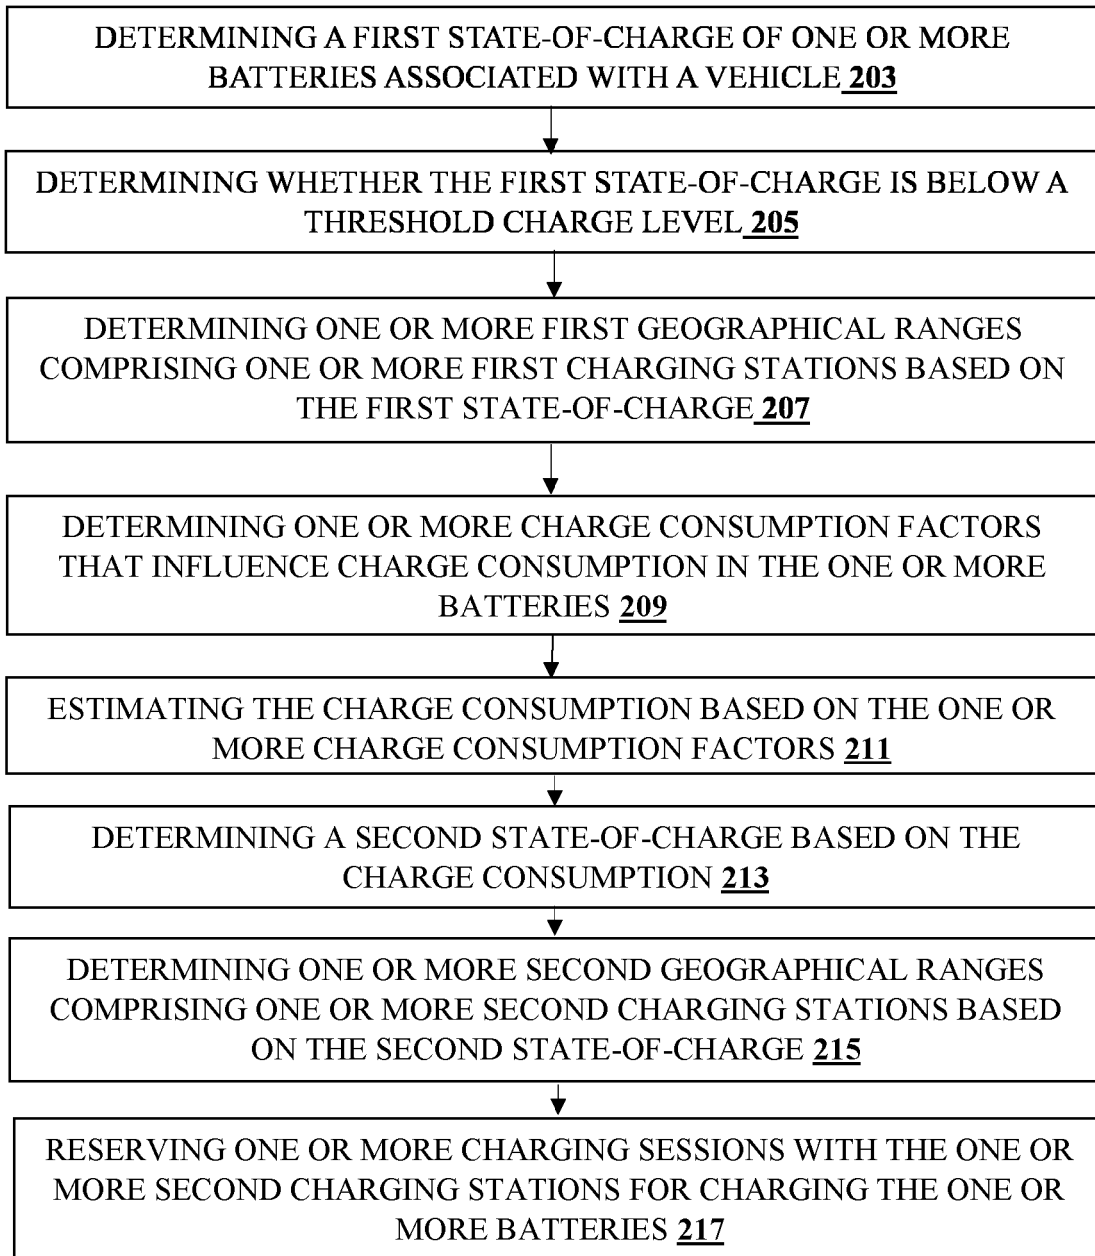 DETERMINING A FIRST STATE-OF-CHARGE OF ONE OR MORE
BATTERIES ASSOCIATED WITH A VEHICLE 203
DETERMINING WHETHER THE FIRST STATE-OF-CHARGE IS BELOW A
THRESHOLD CHARGE LEVEL 205
DETERMINING ONE OR MORE FIRST GEOGRAPHICAL RANGES
COMPRISING ONE OR MORE FIRST CHARGING STATIONS BASED ON
THE FIRST STATE-OF-CHARGE 207
DETERMINING ONE OR MORE CHARGE CONSUMPTION FACTORS
THAT INFLUENCE CHARGE CONSUMPTION IN THE ONE OR MORE
BATTERIES 209
ESTIMATING THE CHARGE CONSUMPTION BASED ON THE ONE OR
MORE CHARGE CONSUMPTION FACTORS 211
DETERMINING A SECOND STATE-OF-CHARGE BASED ON THE
CHARGE CONSUMPTION 213
DETERMINING ONE OR MORE SECOND GEOGRAPHICAL RANGES
COMPRISING ONE OR MORE SECOND CHARGING STATIONS BASED
ON THE SECOND STATE-OF-CHARGE 215
RESERVING ONE OR MORE CHARGING SESSIONS WITH THE ONE OR
MORE SECOND CHARGING STATIONS FOR CHARGING THE ONE OR
MORE BATTERIES 217